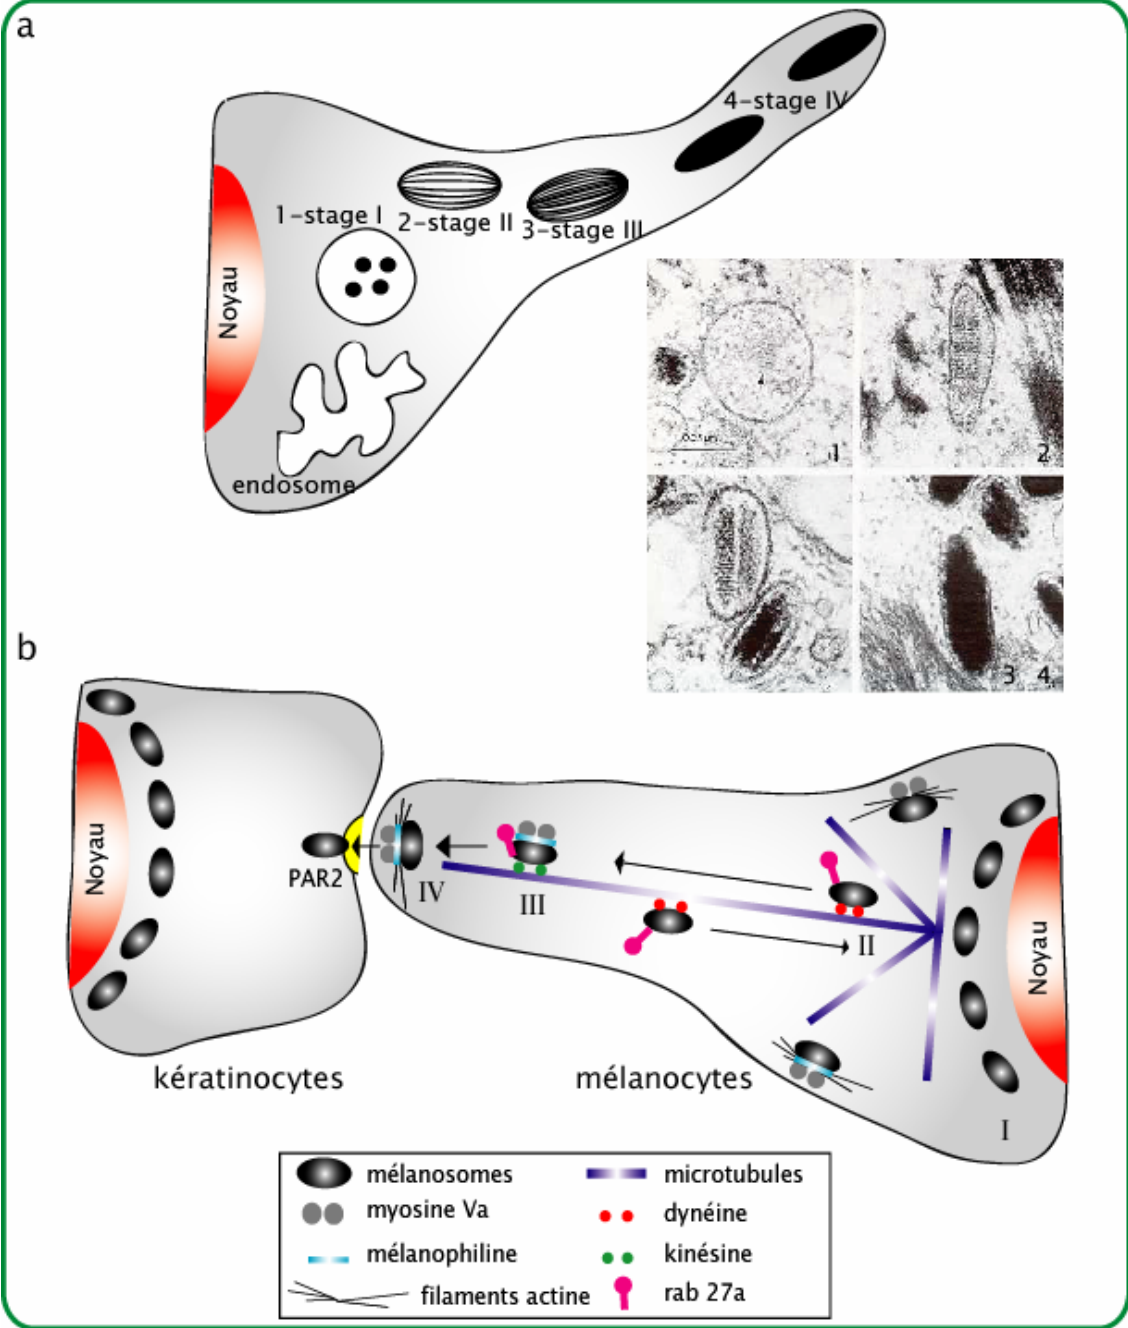 a
4-stage IV
1-stage I
2-stage II
3-stage III
Noyau
endosome
1
2
3
4
b
Noyau
PAR2
IV
III
II
Noyau
I
kératinocytes
mélanocytes
mélanosomes
microtubules
myosine Va
dynéine
mélanophiline
kinésine
filaments actine
rab 27a